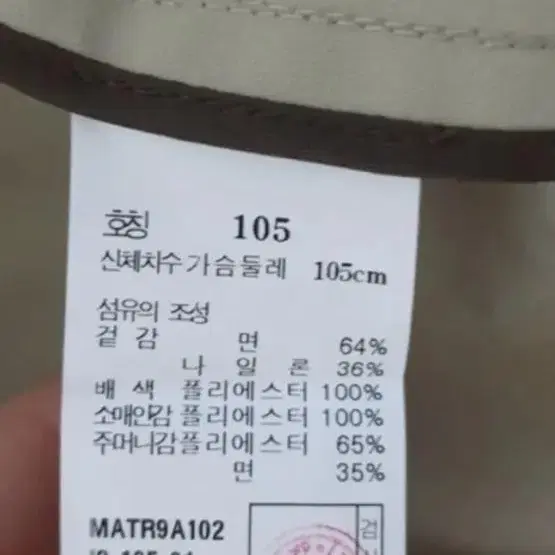 호칭 105
신체치수 가슴둘레 105cm
섬유의 조성
겉감 면 64%
나일론 36%
배색 폴리에스터 100%
소매안감 폴리에스터 100%
주머니감 폴리에스터 65%
면 35%
MATR9A102
검